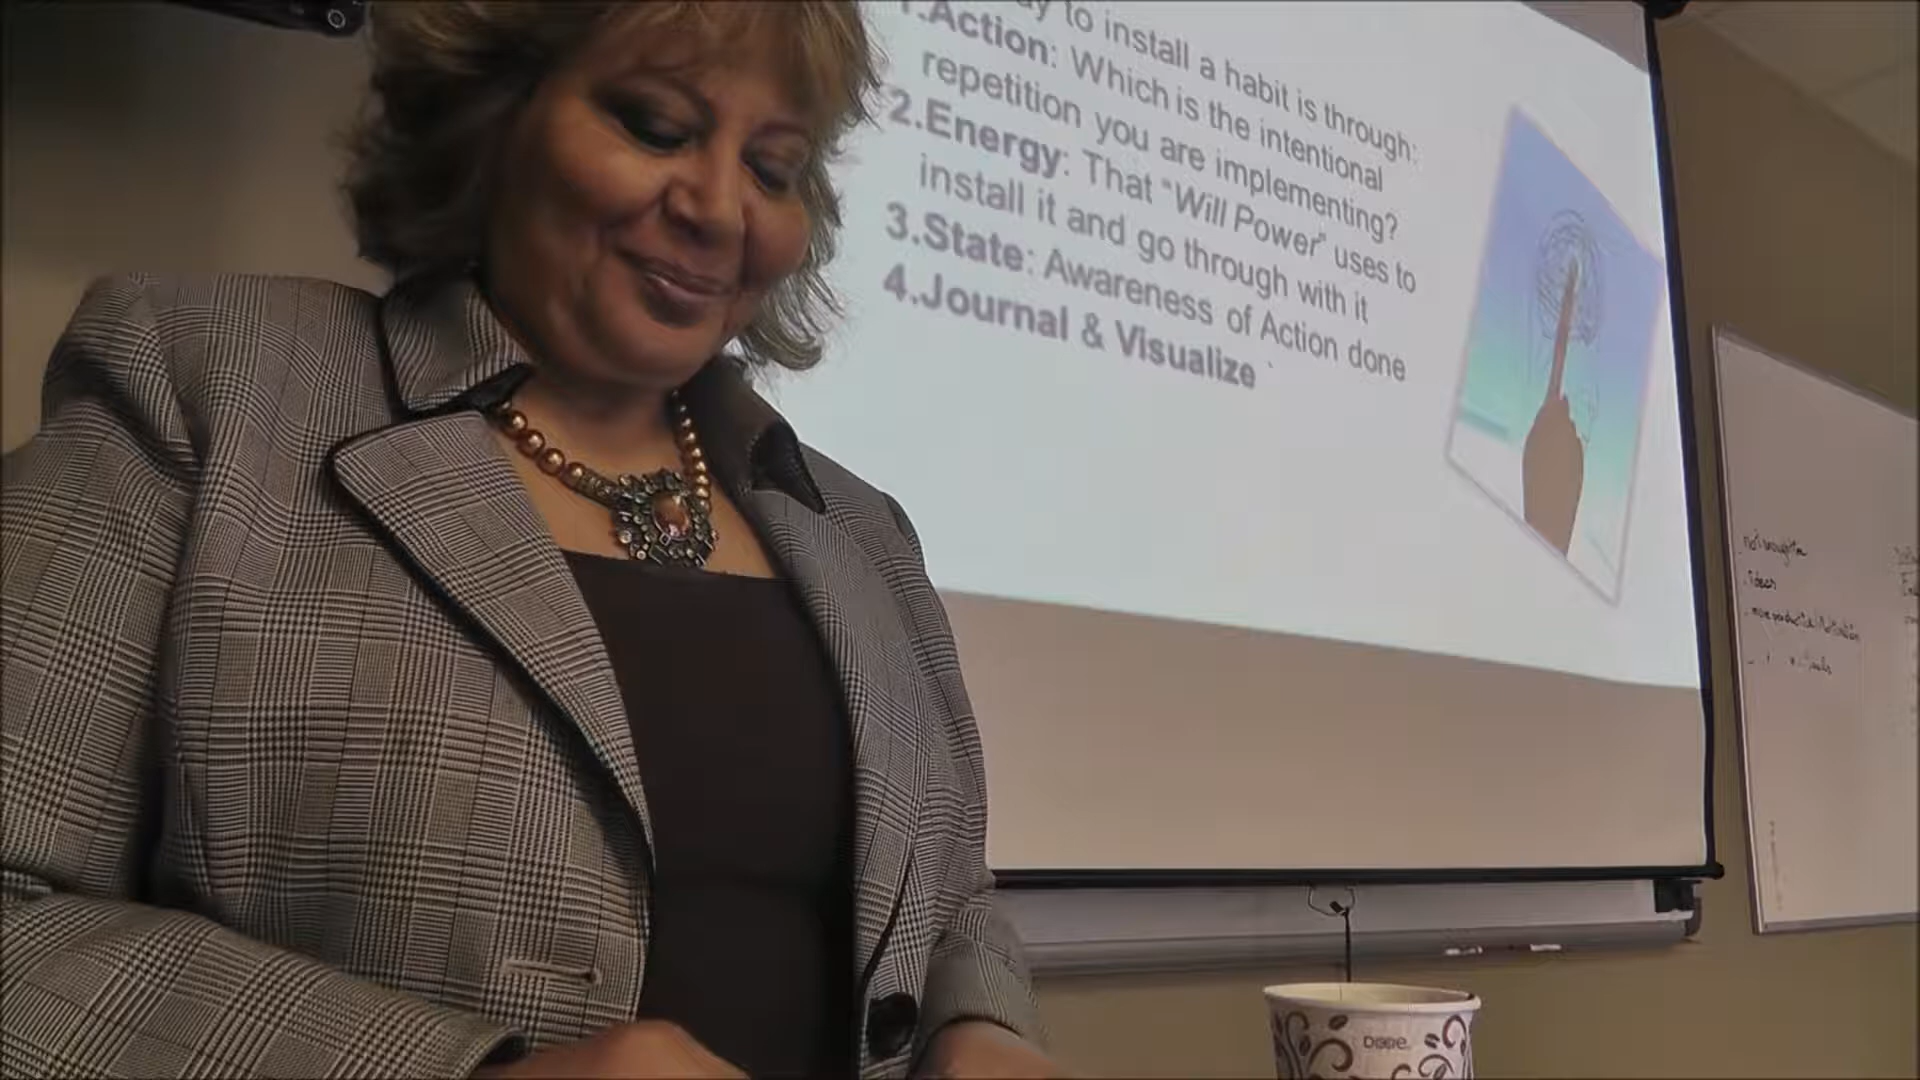 y to install a habit is through:
1.Action: Which is the intentional
repetition you are implementing?
2.Energy: That "Will Power" uses to
install it and go through with it
3.State: Awareness of Action done
4.Journal & Visualize
ideas
Dixie